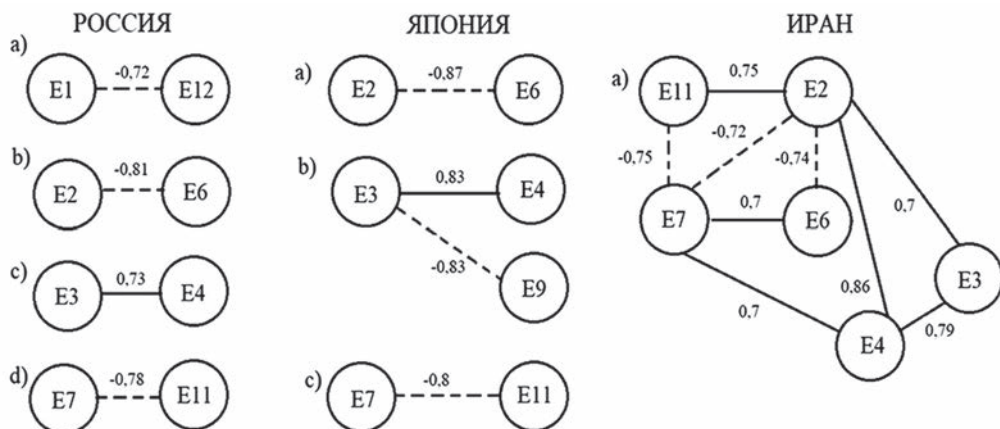 РОССИЯ
a)
E1
-0,72
E12
b)
E2
-0,81
E6
c)
E3
0,73
E4
d)
E7
-0,78
E11
ЯПОНИЯ
a)
E2
-0,87
E6
b)
E3
0,83
E4
-0,83
E9
c)
E7
-0,8
E11
ИРАН
a)
E11
0,75
E2
-0,75
-0,72
-0,74
E7
0,7
E6
0,7
E3
0,7
0,86
0,79
E4